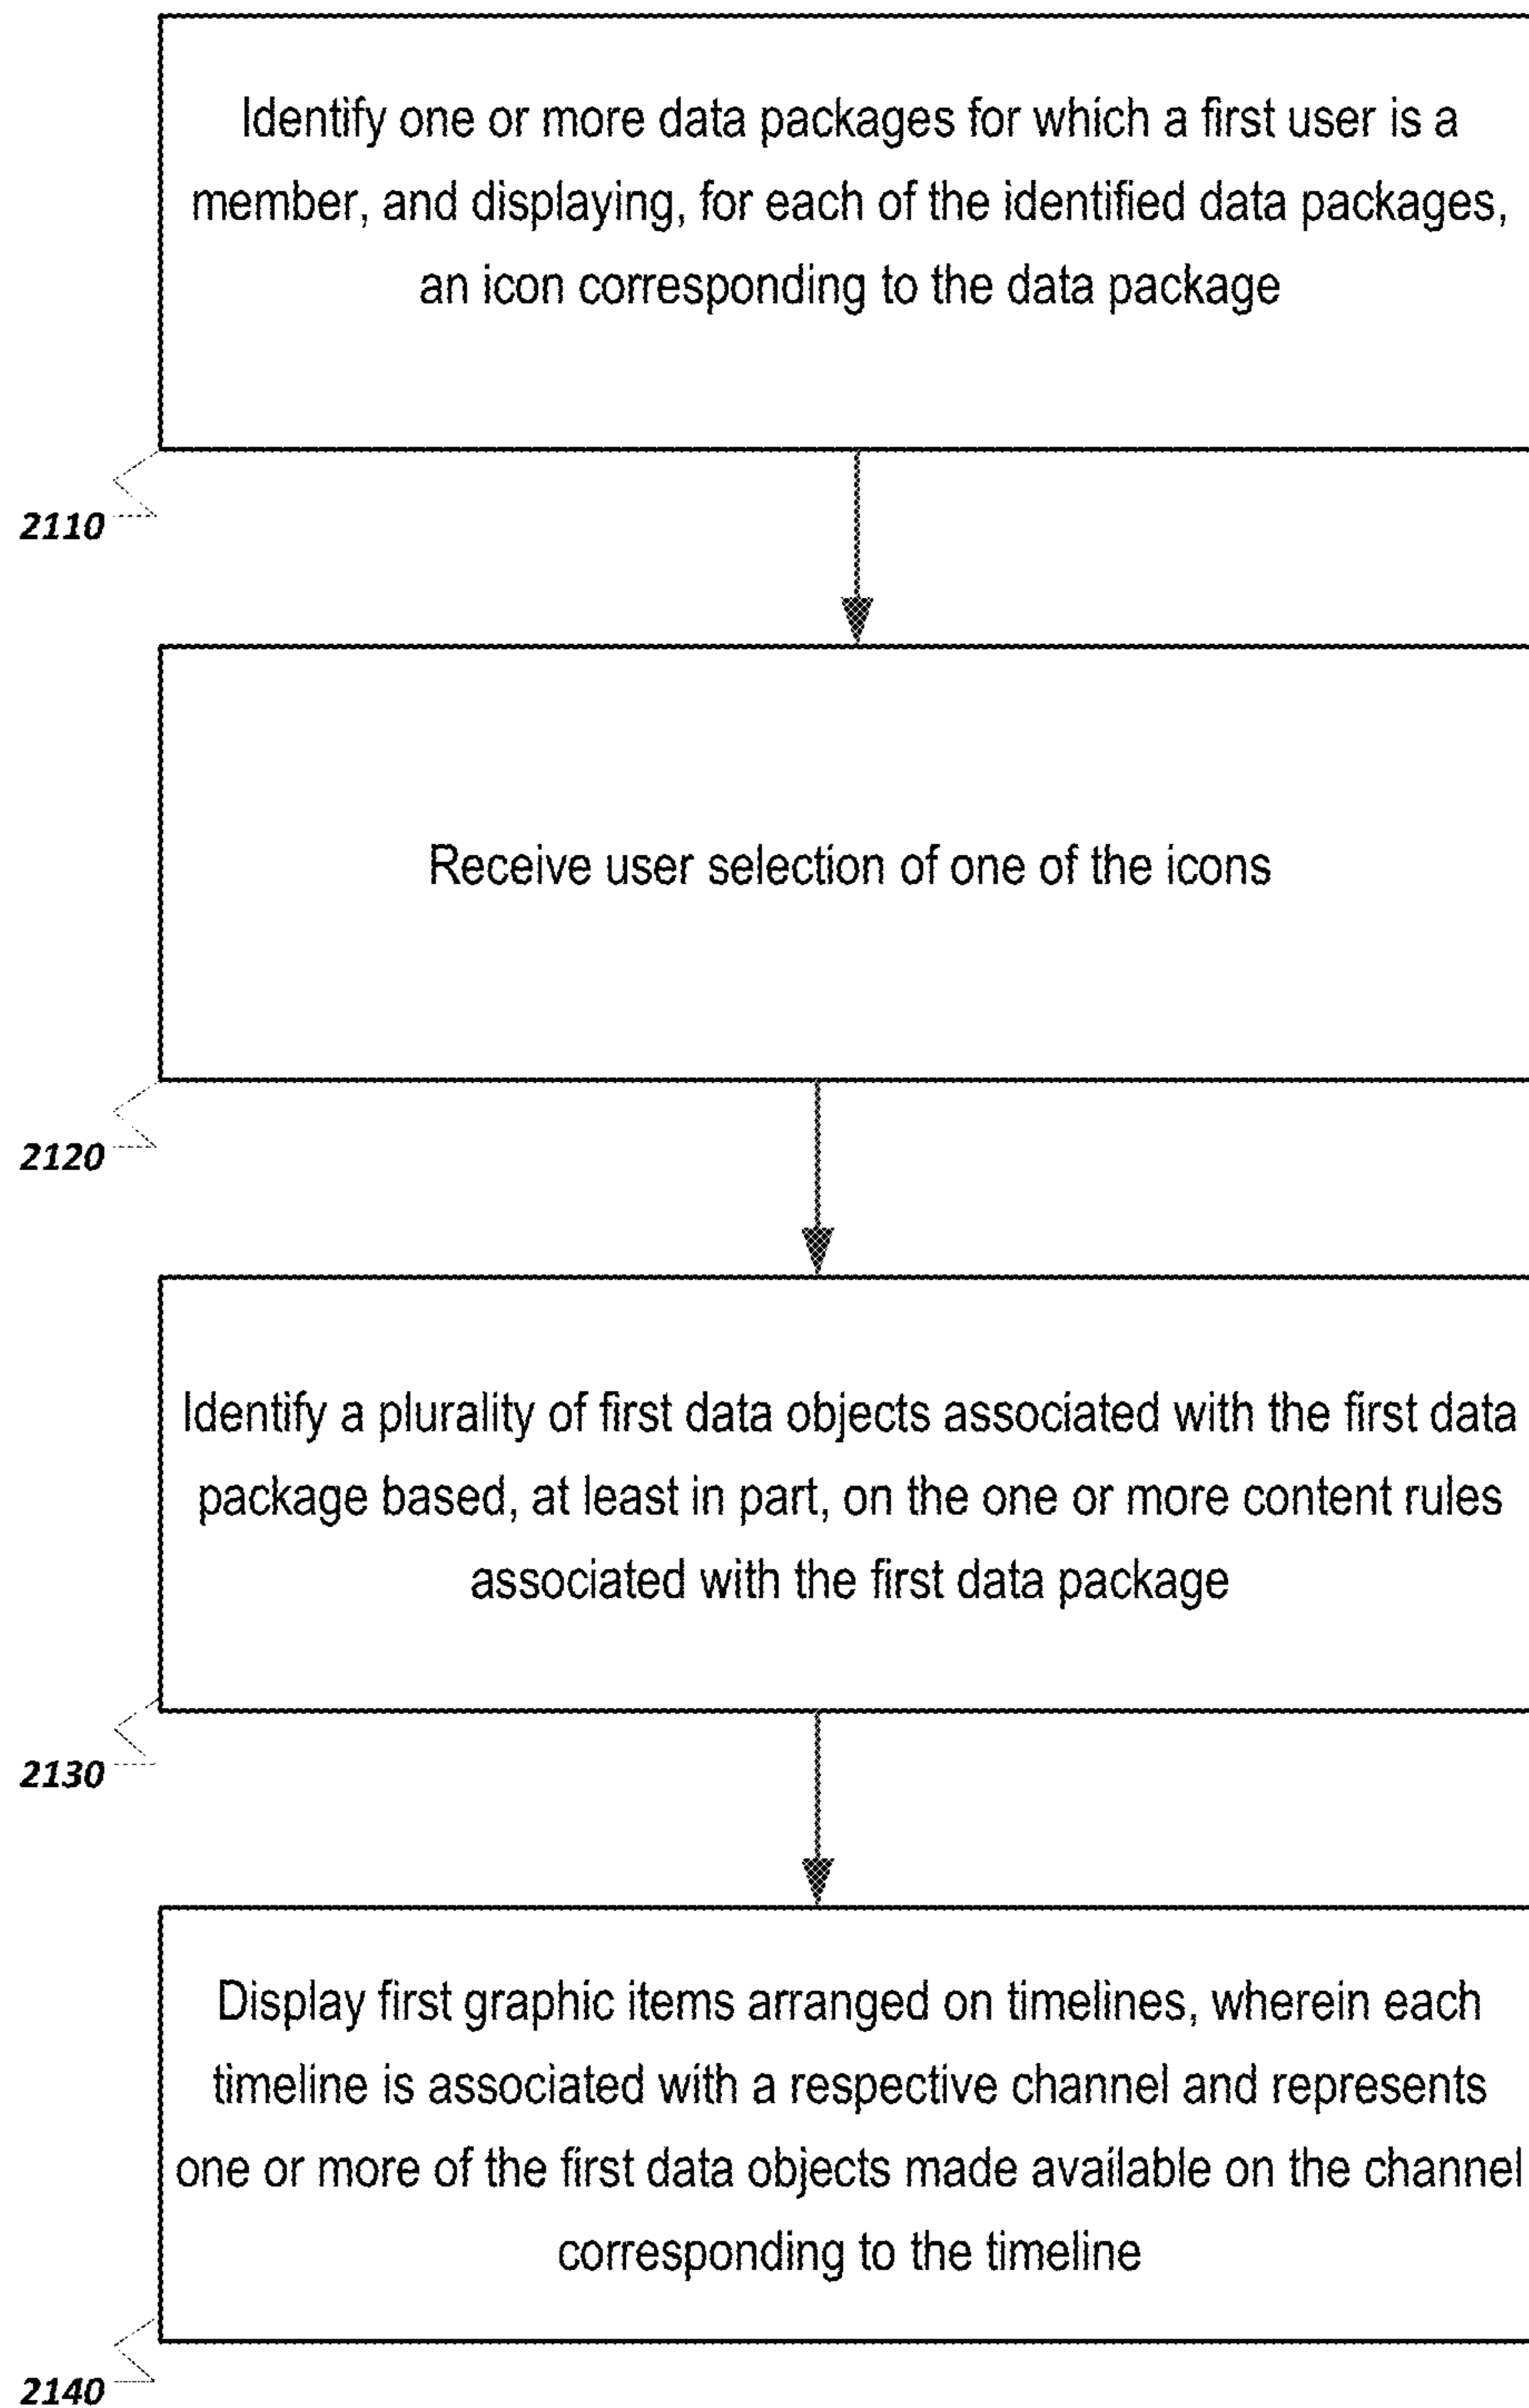 Identify one or more data packages for which a first user is a
member, and displaying, for each of the identified data packages,
an icon corresponding to the data package
2110
Receive user selection of one of the icons
2120
Identify a plurality of first data objects associated with the first data
package based, at least in part, on the one or more content rules
associated with the first data package
2130
Display first graphic items arranged on timelines, wherein each
timeline is associated with a respective channel and represents
one or more of the first data objects made available on the channel
corresponding to the timeline
2140